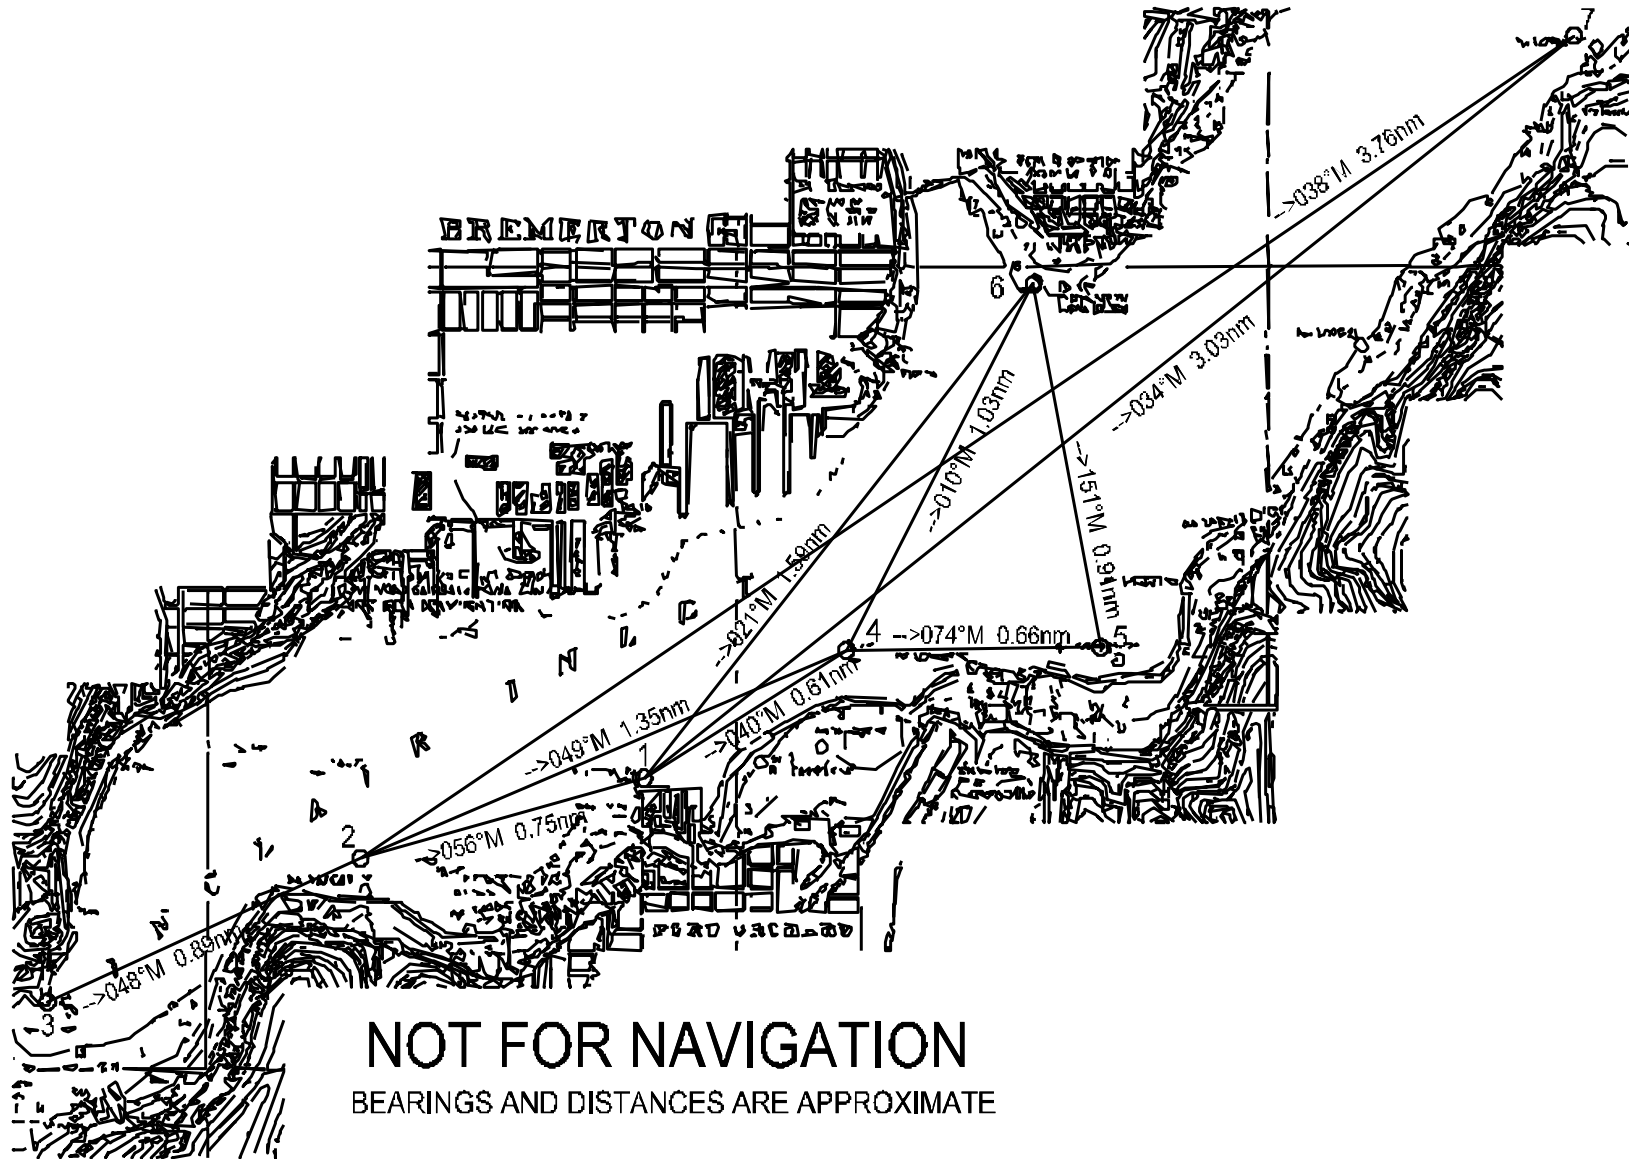 7
-->038°M 3.76nm
BREMERTON
6
-->034°M 3.03nm
-->010°M 1.03nm
-->151°M 0.91nm
-->021°M 1.59nm
4
-->074°M 0.66nm
5
-->040°M 0.61nm
-->049°M 1.35nm
1
2
-->056°M 0.75nm
-->048°M 0.89nm
3
NOT FOR NAVIGATION
BEARINGS AND DISTANCES ARE APPROXIMATE